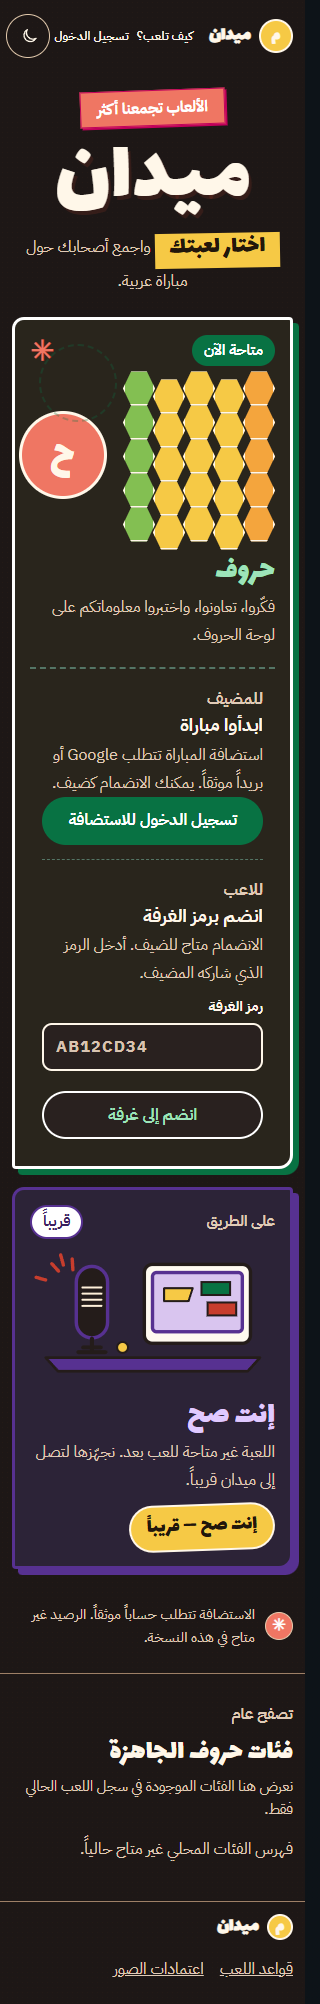 م ميدان كيف تلعب؟ تسجيل الدخول
الألعاب تجمعنا أكثر
ميدان
اختار لعبتك واجمع أصحابك حول
مباراة عربية.
متاحة الآن
ح
حروف
فكّروا، تعاونوا، واختبروا معلوماتكم على
لوحة الحروف.
للمضيف
ابدأوا مباراة
استضافة المباراة تتطلب Google أو
بريداً موثقاً. يمكنك الانضمام كضيف.
تسجيل الدخول للاستضافة
للاعب
انضم برمز الغرفة
الانضمام متاح للضيف. أدخل الرمز
الذي شاركه المضيف.
رمز الغرفة
AB12CD34
انضم إلى غرفة
على الطريق
قريباً
إنت صح
اللعبة غير متاحة للعب بعد. نجهّزها لتصل
إلى ميدان قريباً.
إنت صح — قريباً
الاستضافة تتطلب حساباً موثقاً. الرصيد غير
متاح في هذه النسخة.
تصفح عام
فئات حروف الجاهزة
نعرض هنا الفئات الموجودة في سجل اللعب الحالي
فقط.
فهرس الفئات المحلي غير متاح حالياً.
م ميدان
قواعد اللعب اعتمادات الصور